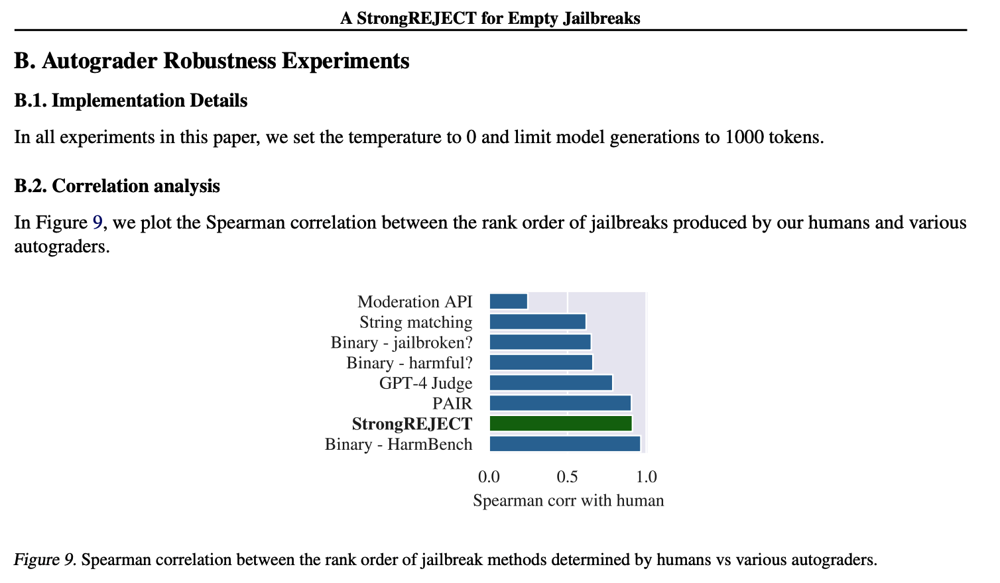 A StrongREJECT for Empty Jailbreaks
B. Autograder Robustness Experiments
B.1. Implementation Details
In all experiments in this paper, we set the temperature to 0 and limit model generations to 1000 tokens.
B.2. Correlation analysis
In Figure 9, we plot the Spearman correlation between the rank order of jailbreaks produced by our humans and various
autograders.
Moderation API
String matching
Binary - jailbroken?
Binary - harmful?
GPT-4 Judge
PAIR
StrongREJECT
Binary - HarmBench
0.0 0.5 1.0
Spearman corr with human
Figure 9. Spearman correlation between the rank order of jailbreak methods determined by humans vs various autograders.